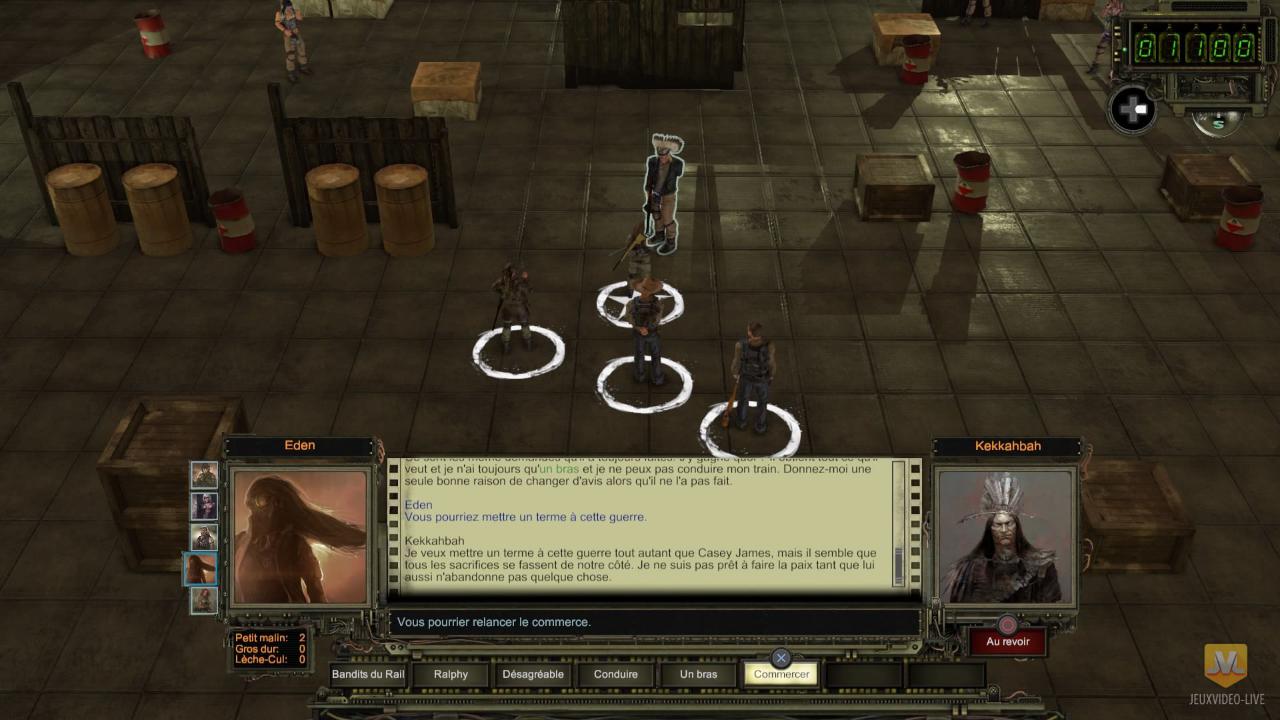 01100
S
Eden
Kekkahbah
veut et je n'ai toujours qu'un bras et je ne peux pas conduire mon train. Donnez-moi une
seule bonne raison de changer d'avis alors qu'il ne l'a pas fait.
Eden
Vous pourriez mettre un terme à cette guerre.
Kekkahbah
Je veux mettre un terme à cette guerre tout autant que Casey James, mais il semble que
tous les sacrifices se fassent de notre côté. Je ne suis pas prêt à faire la paix tant que lui
aussi n'abandonne pas quelque chose.
Vous pourrier relancer le commerce.
Petit malin: 2
Gros dur: 0
Lèche-Cul: 0
Au revoir
Bandits du Rail
Ralphy
Désagréable
Conduire
Un bras
Commercer
JEUXVIDEO-LIVE